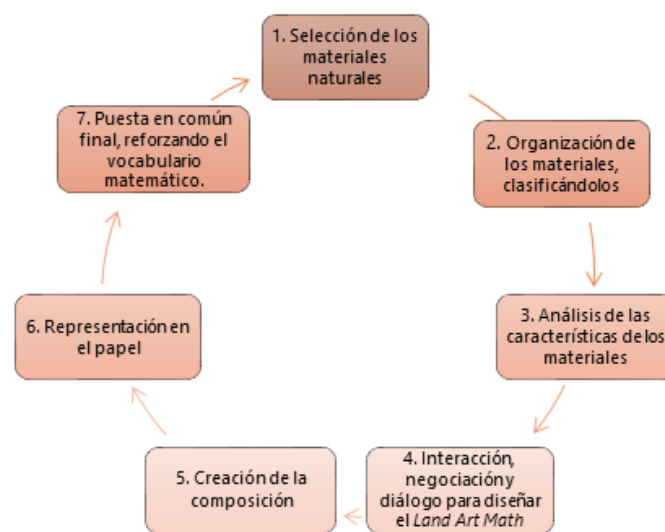 1. Selección de los
materiales
naturales
2. Organización de
los materiales,
clasificándolos
3. Análisis de las
características de los
materiales
4. Interacción,
negociación y
diálogo para diseñar
el Land Art Math
5. Creación de la
composición
6. Representación en
el papel
7. Puesta en común
final, reforzando el
vocabulario
matemático.